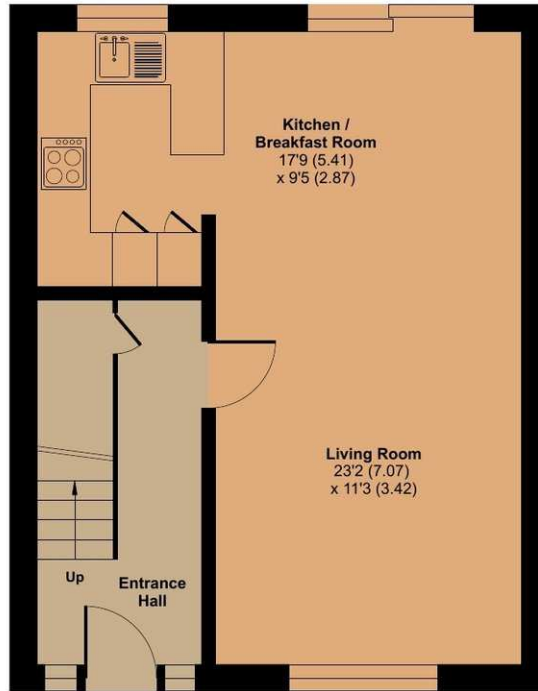 Kitchen /
Breakfast Room
17'9 (5.41)
x 9'5 (2.87)
Living Room
23'2 (7.07)
x 11'3 (3.42)
Up
Entrance
Hall